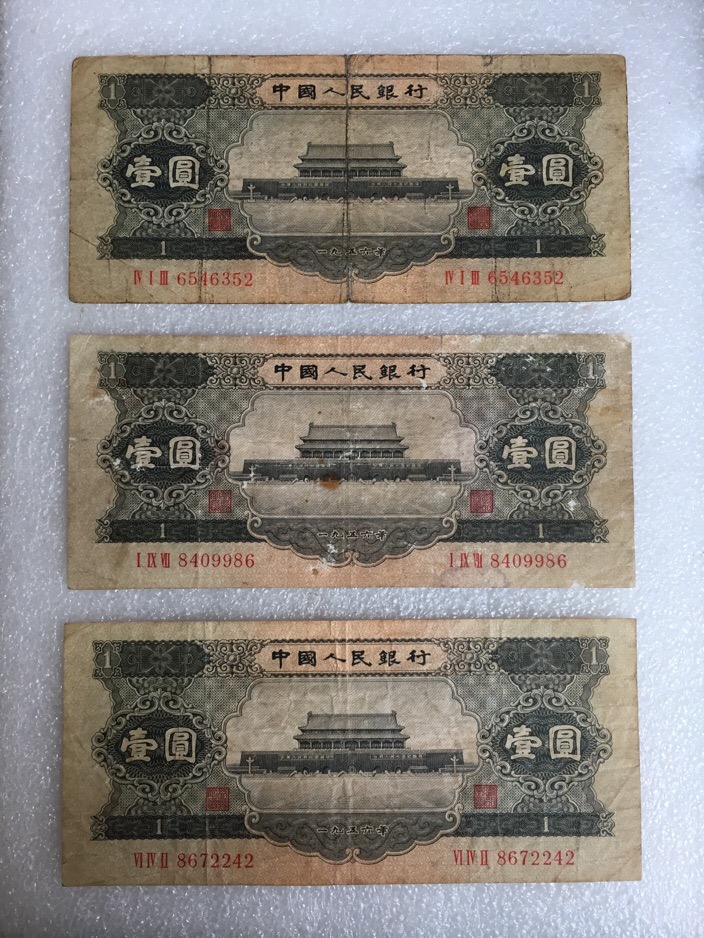 1 中國人民銀行 1
壹圓 壹圓
一九五六年
1 1
Ⅳ Ⅰ Ⅲ 6546352 Ⅳ Ⅰ Ⅲ 6546352
1 中國人民銀行 1
壹圓 壹圓
一九五六年
1 1
Ⅰ Ⅸ Ⅶ 8409986 Ⅰ Ⅸ Ⅶ 8409986
1 中國人民銀行 1
壹圓 壹圓
一九五六年
1 1
Ⅵ Ⅳ Ⅱ 8672242 Ⅵ Ⅳ Ⅱ 8672242